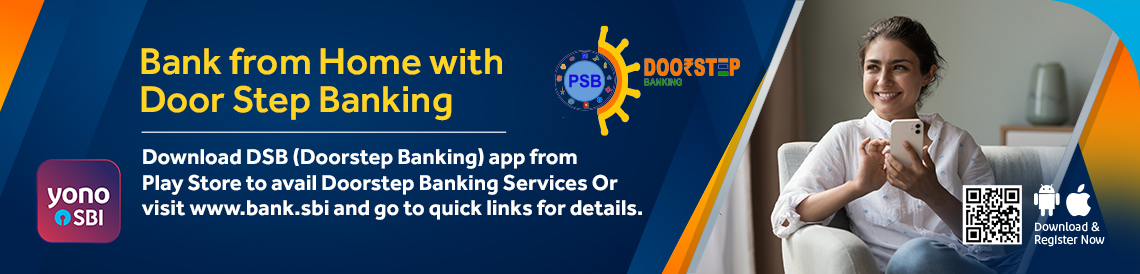 Bank from Home with
Door Step Banking
PSB
DOO₹STEP
BANKING
Download DSB (Doorstep Banking) app from
Play Store to avail Doorstep Banking Services Or
visit www.bank.sbi and go to quick links for details.
yono
SBI
Download &
Register Now